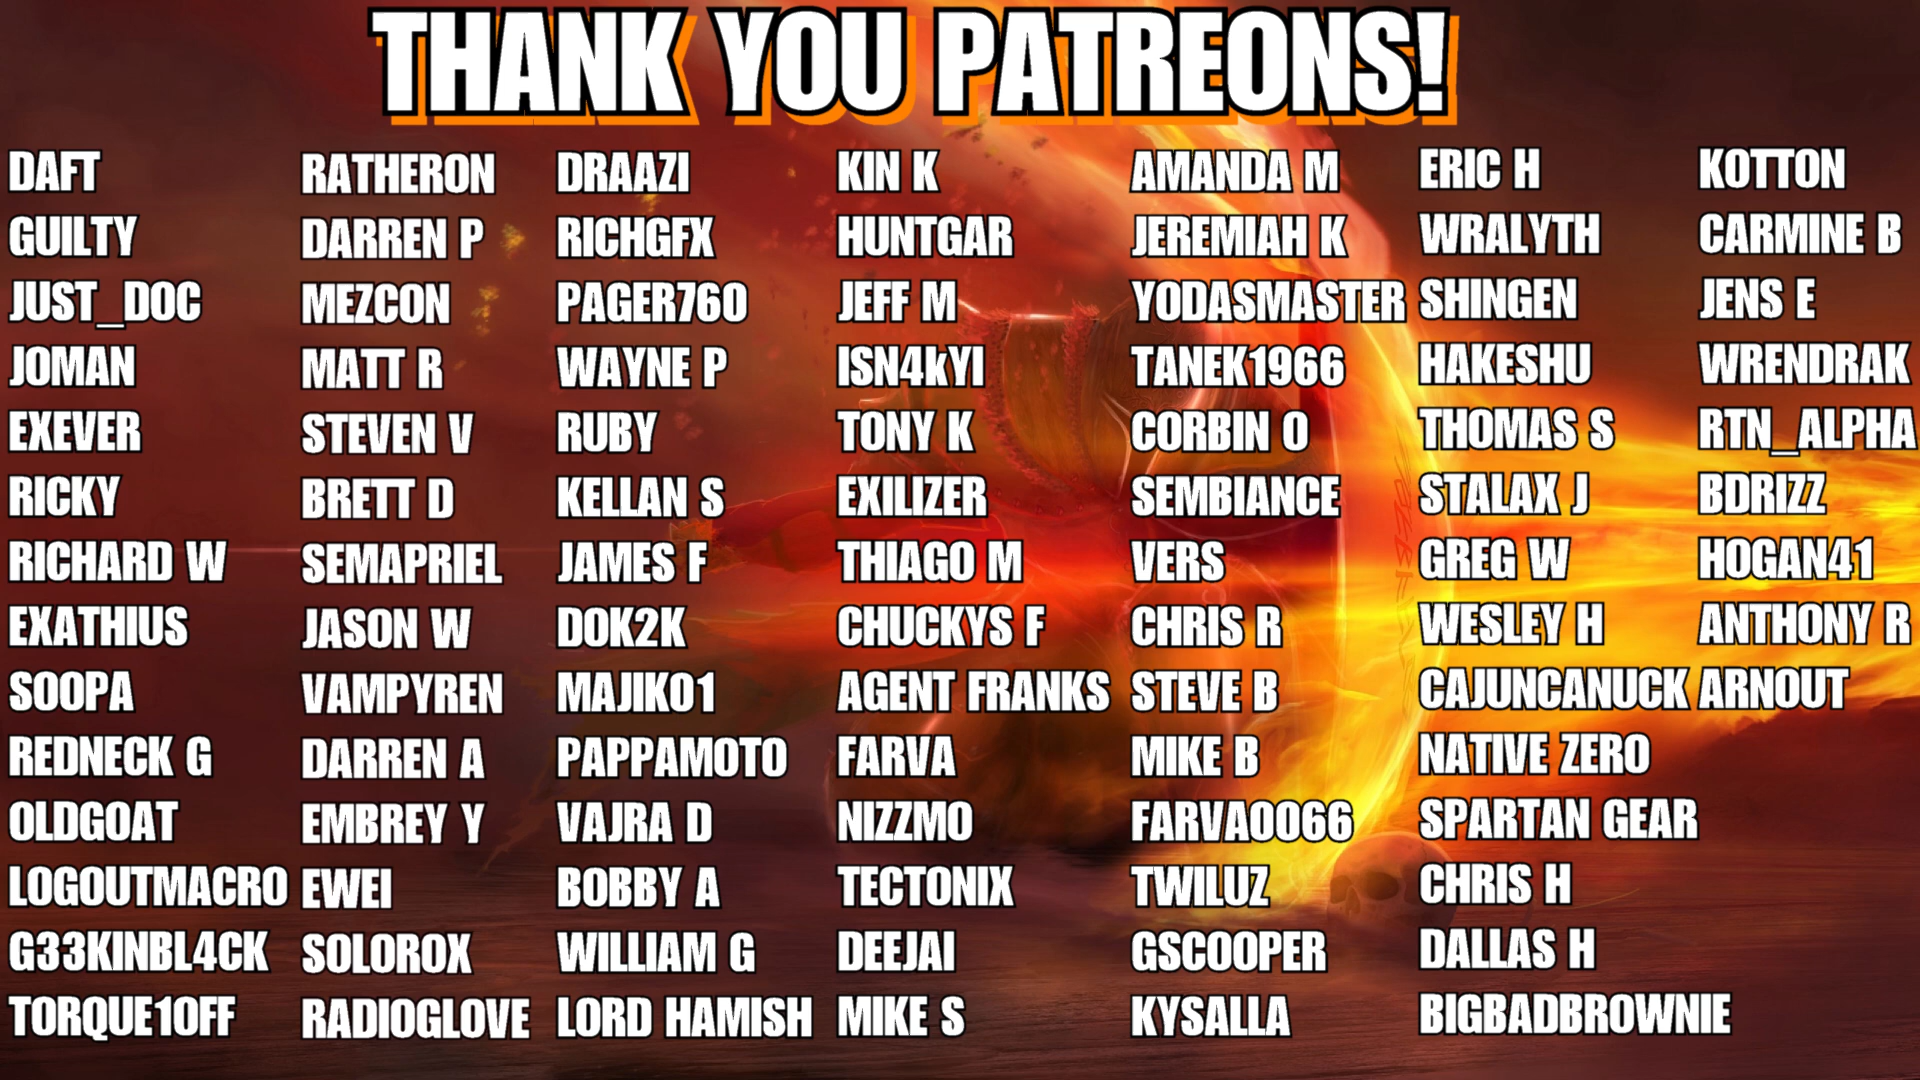 THANK YOU PATREONS!
DAFT
GUILTY
JUST_DOC
JOMAN
EXEVER
RICKY
RICHARD W
EXATHIUS
SOOPA
REDNECK G
OLDGOAT
LOGOUTMACRO
G33KINBL4CK
TORQUE10FF
RATHERON
DARREN P
MEZCON
MATT R
STEVEN V
BRETT D
SEMAPRIEL
JASON W
VAMPYREN
DARREN A
EMBREY Y
EWEI
SOLOROX
RADIOGLOVE
DRAAZI
RICHGFX
PAGER760
WAYNE P
RUBY
KELLAN S
JAMES F
DOK2K
MAJIK01
PAPPAMOTO
VAJRA D
BOBBY A
WILLIAM G
LORD HAMISH
KIN K
HUNTGAR
JEFF M
ISN4kYI
TONY K
EXILIZER
THIAGO M
CHUCKYS F
AGENT FRANKS
FARVA
NIZZMO
TECTONIX
DEEJAI
MIKE S
AMANDA M
JEREMIAH K
YODASMASTER
TANEK1966
CORBIN O
SEMBIANCE
VERS
CHRIS R
STEVE B
MIKE B
FARVA0066
TWILUZ
GSCOOPER
KYSALLA
ERIC H
WRALYTH
SHINGEN
HAKESHU
THOMAS S
STALAX J
GREG W
WESLEY H
CAJUNCANUCK
NATIVE ZERO
SPARTAN GEAR
CHRIS H
DALLAS H
BIGBADBROWNIE
KOTTON
CARMINE B
JENS E
WRENDRAK
RTN_ALPHA
BDRIZZ
HOGAN41
ANTHONY R
ARNOUT